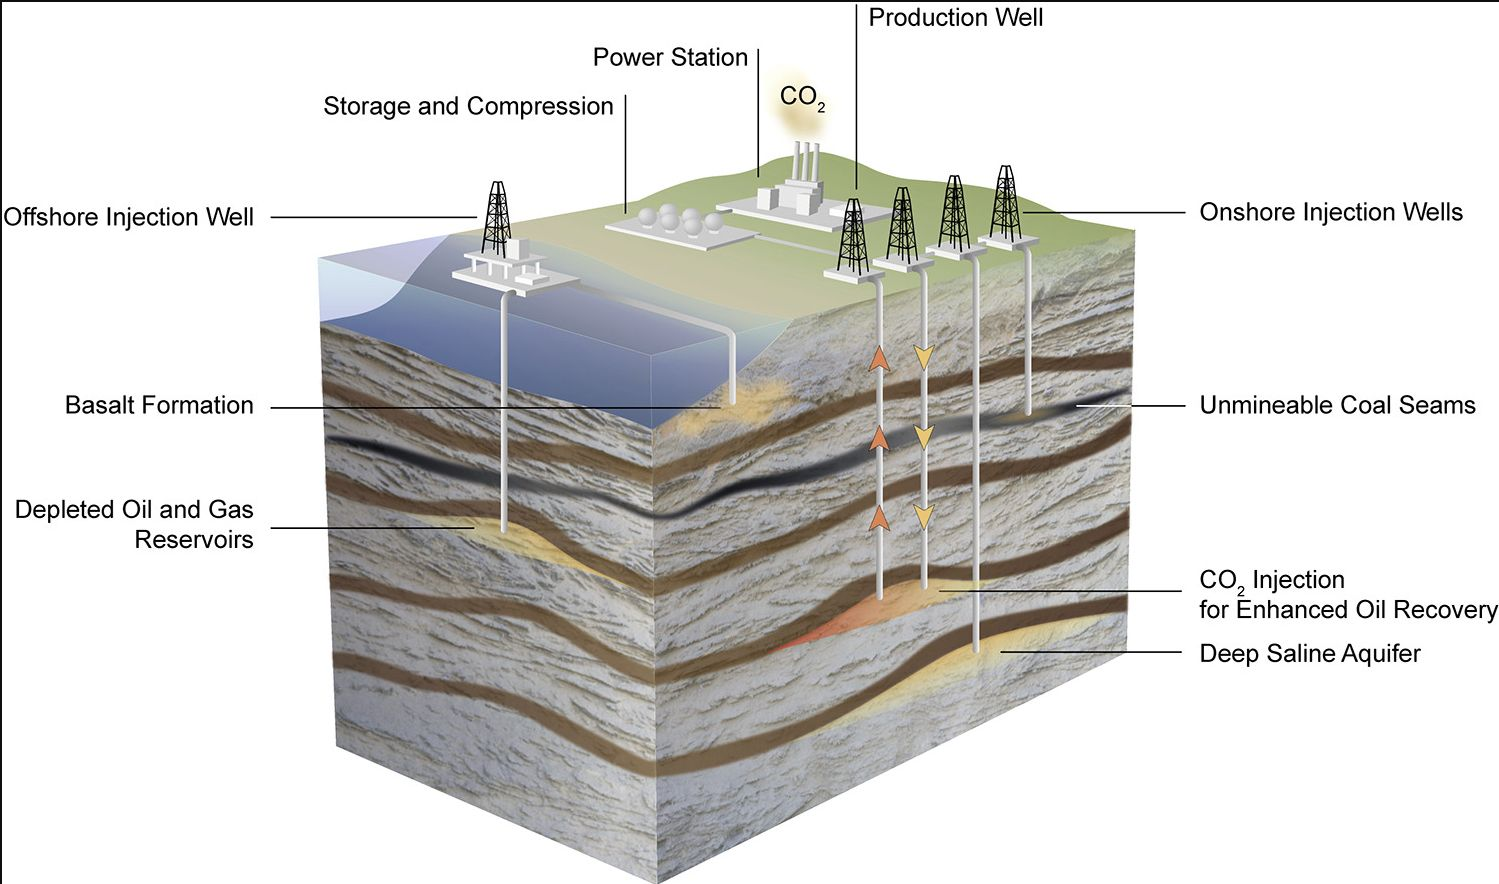 Production Well
Power Station
CO₂
Storage and Compression
Offshore Injection Well
Onshore Injection Wells
Basalt Formation
Unmineable Coal Seams
Depleted Oil and Gas
Reservoirs
CO₂ Injection
for Enhanced Oil Recovery
Deep Saline Aquifer